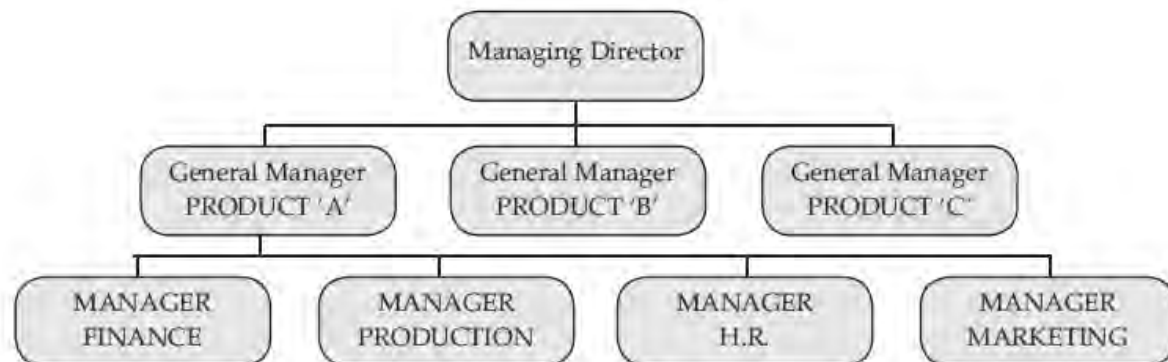 Managing Director
General Manager
PRODUCT 'A'
General Manager
PRODUCT 'B'
General Manager
PRODUCT 'C'
MANAGER
FINANCE
MANAGER
PRODUCTION
MANAGER
H.R.
MANAGER
MARKETING